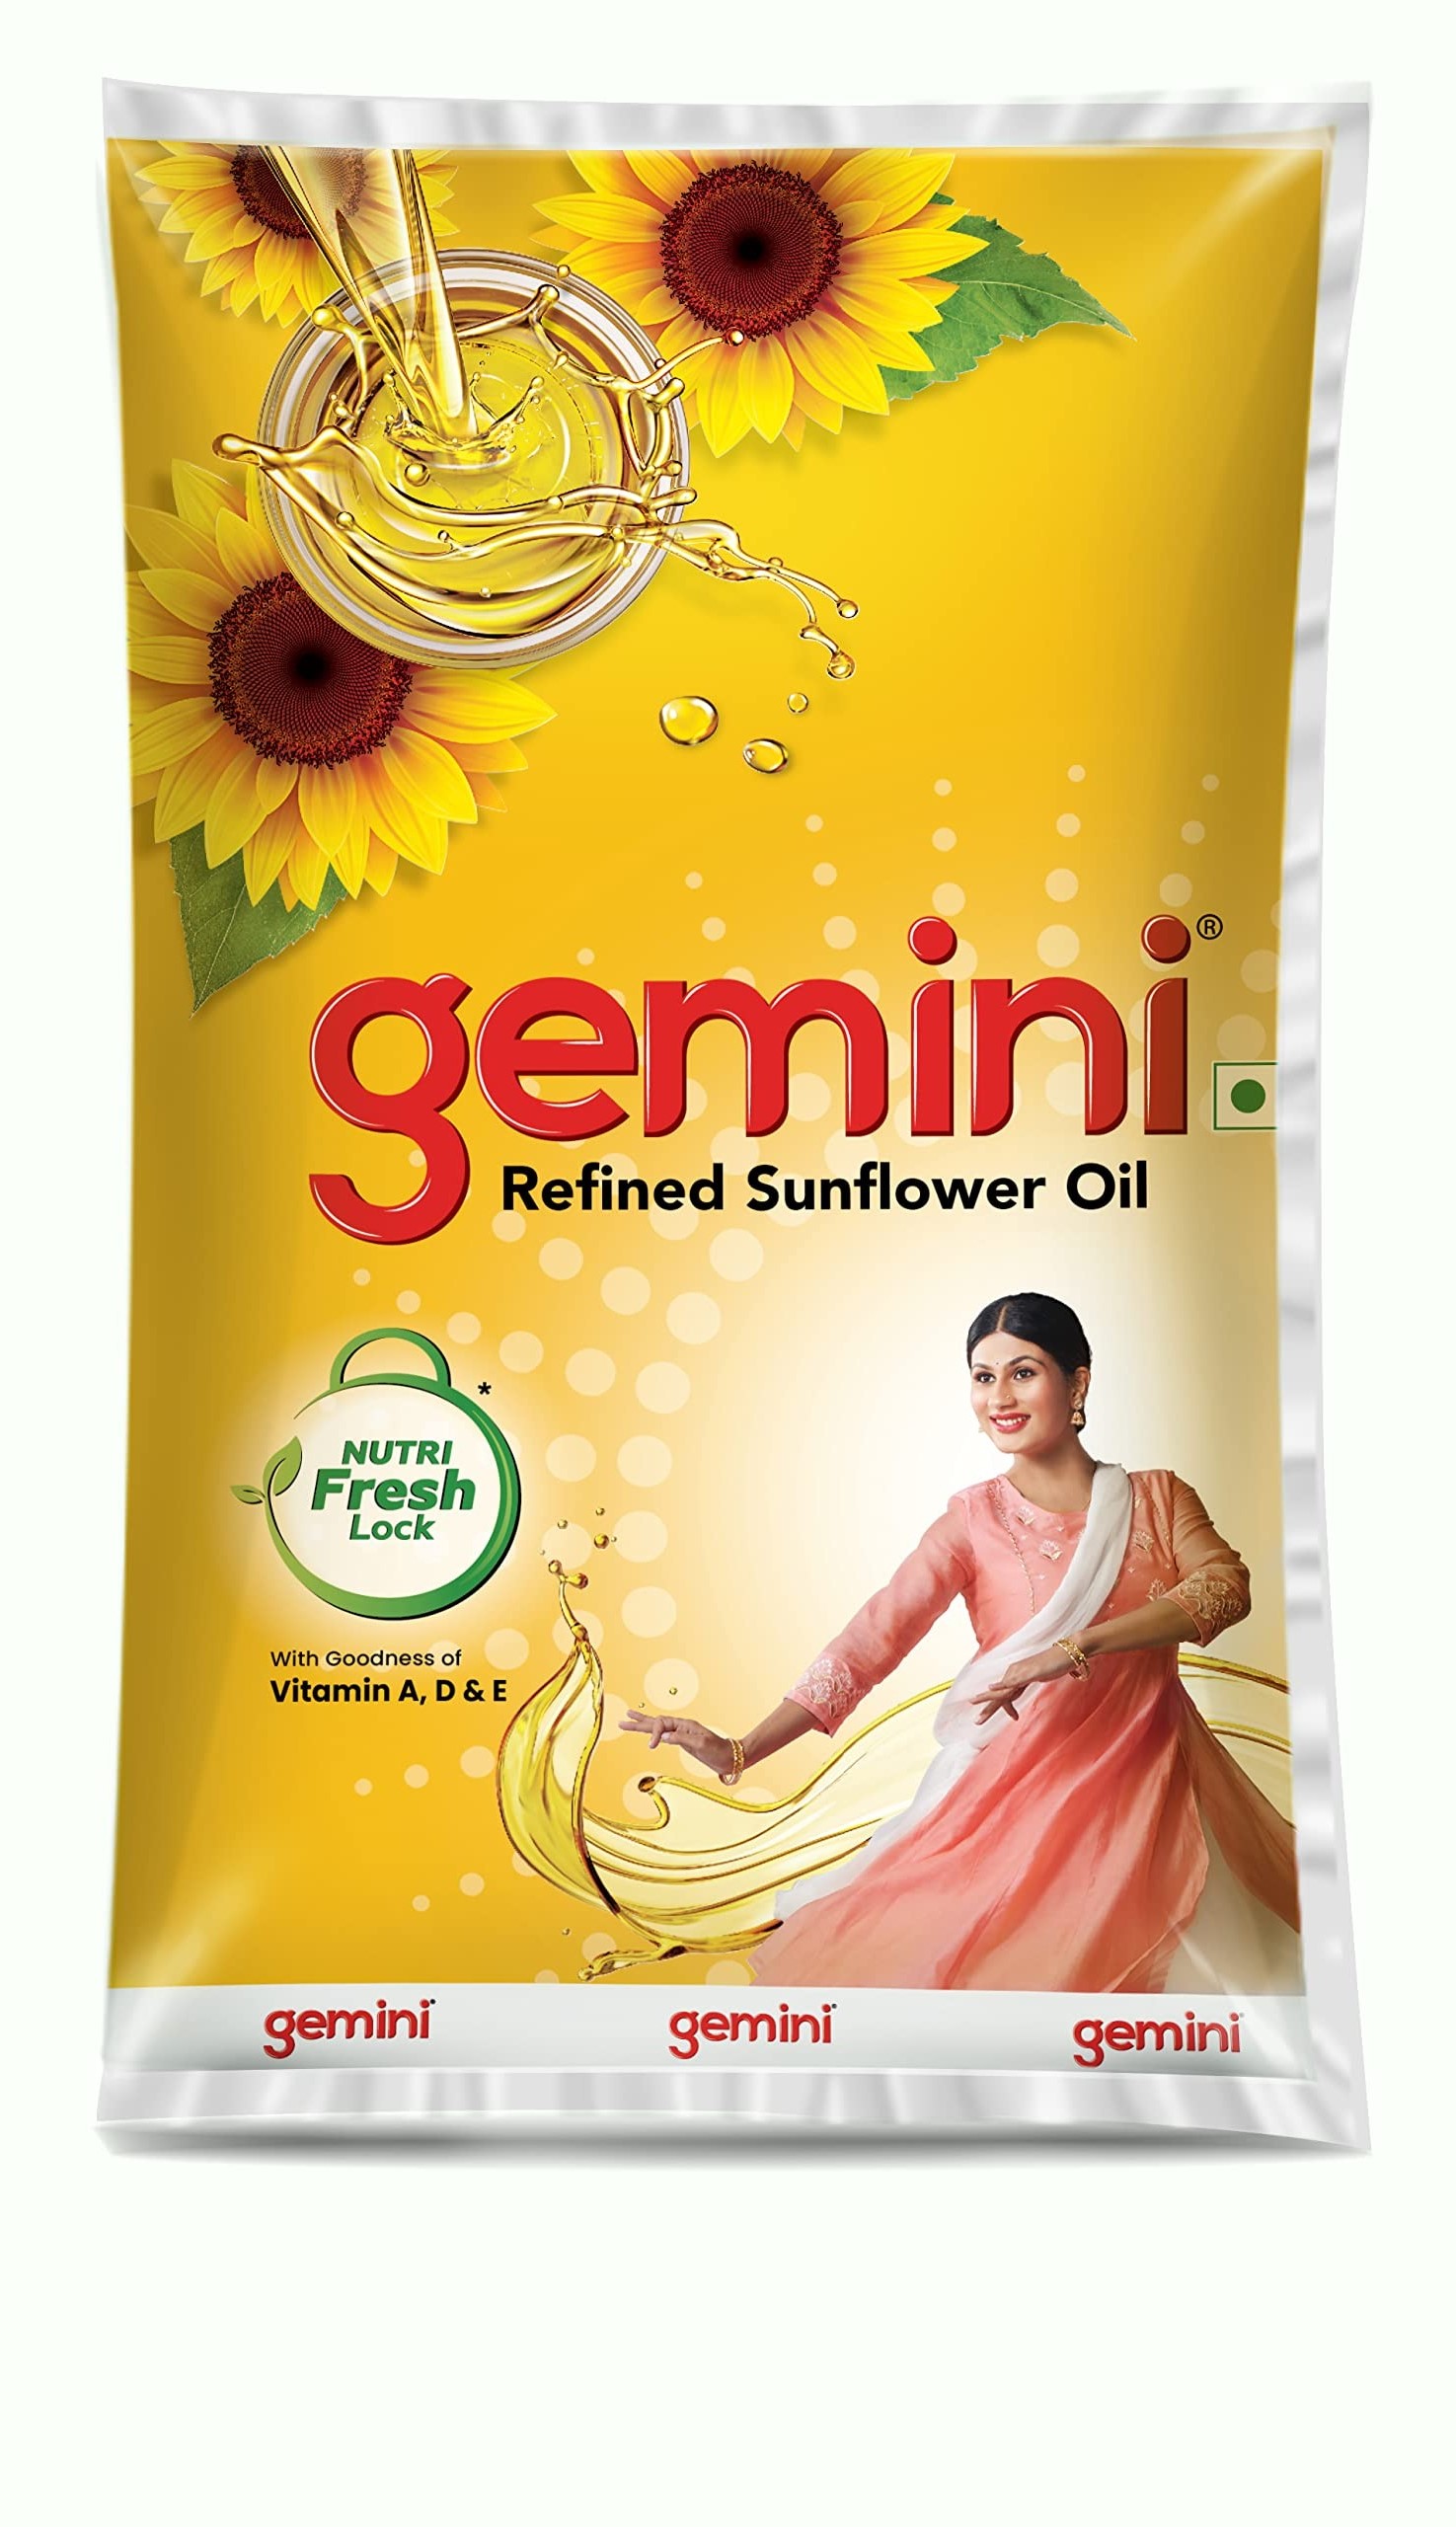 gemini®
Refined Sunflower Oil
NUTRI *
Fresh
Lock
With Goodness of
Vitamin A, D & E
gemini gemini gemini